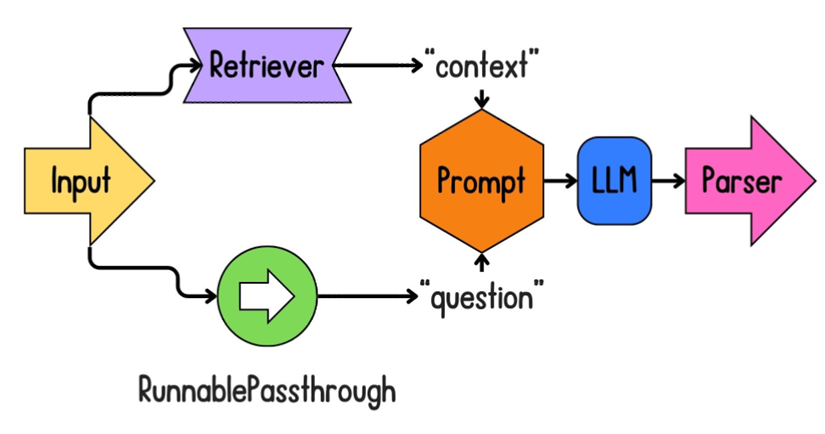 Retriever
“context”
Input
Prompt
LLM
Parser
“question”
RunnablePassthrough